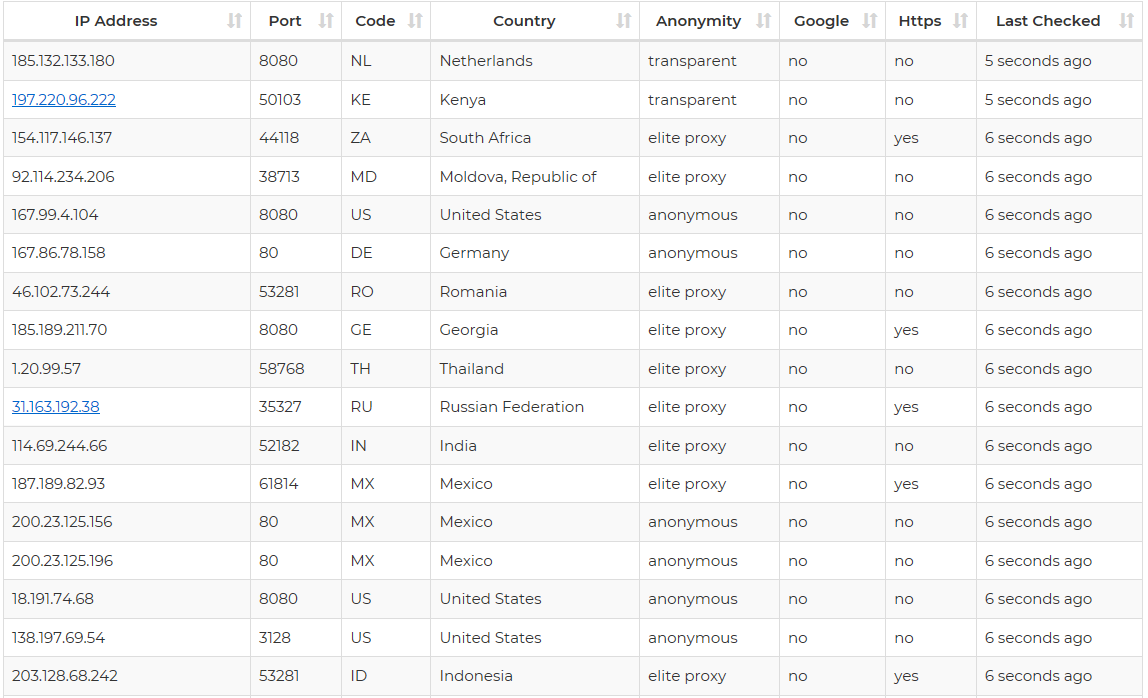 IP Address Port Code Country Anonymity Google Https Last Checked
185.132.133.180 8080 NL Netherlands transparent no no 5 seconds ago
197.220.96.222 50103 KE Kenya transparent no no 5 seconds ago
154.117.146.137 44118 ZA South Africa elite proxy no yes 6 seconds ago
92.114.234.206 38713 MD Moldova, Republic of elite proxy no no 6 seconds ago
167.99.4.104 8080 US United States anonymous no no 6 seconds ago
167.86.78.158 80 DE Germany anonymous no no 6 seconds ago
46.102.73.244 53281 RO Romania elite proxy no no 6 seconds ago
185.189.211.70 8080 GE Georgia elite proxy no yes 6 seconds ago
1.20.99.57 58768 TH Thailand elite proxy no no 6 seconds ago
31.163.192.38 35327 RU Russian Federation elite proxy no yes 6 seconds ago
114.69.244.66 52182 IN India elite proxy no no 6 seconds ago
187.189.82.93 61814 MX Mexico elite proxy no yes 6 seconds ago
200.23.125.156 80 MX Mexico anonymous no no 6 seconds ago
200.23.125.196 80 MX Mexico anonymous no no 6 seconds ago
18.191.74.68 8080 US United States anonymous no no 6 seconds ago
138.197.69.54 3128 US United States anonymous no no 6 seconds ago
203.128.68.242 53281 ID Indonesia elite proxy no yes 6 seconds ago